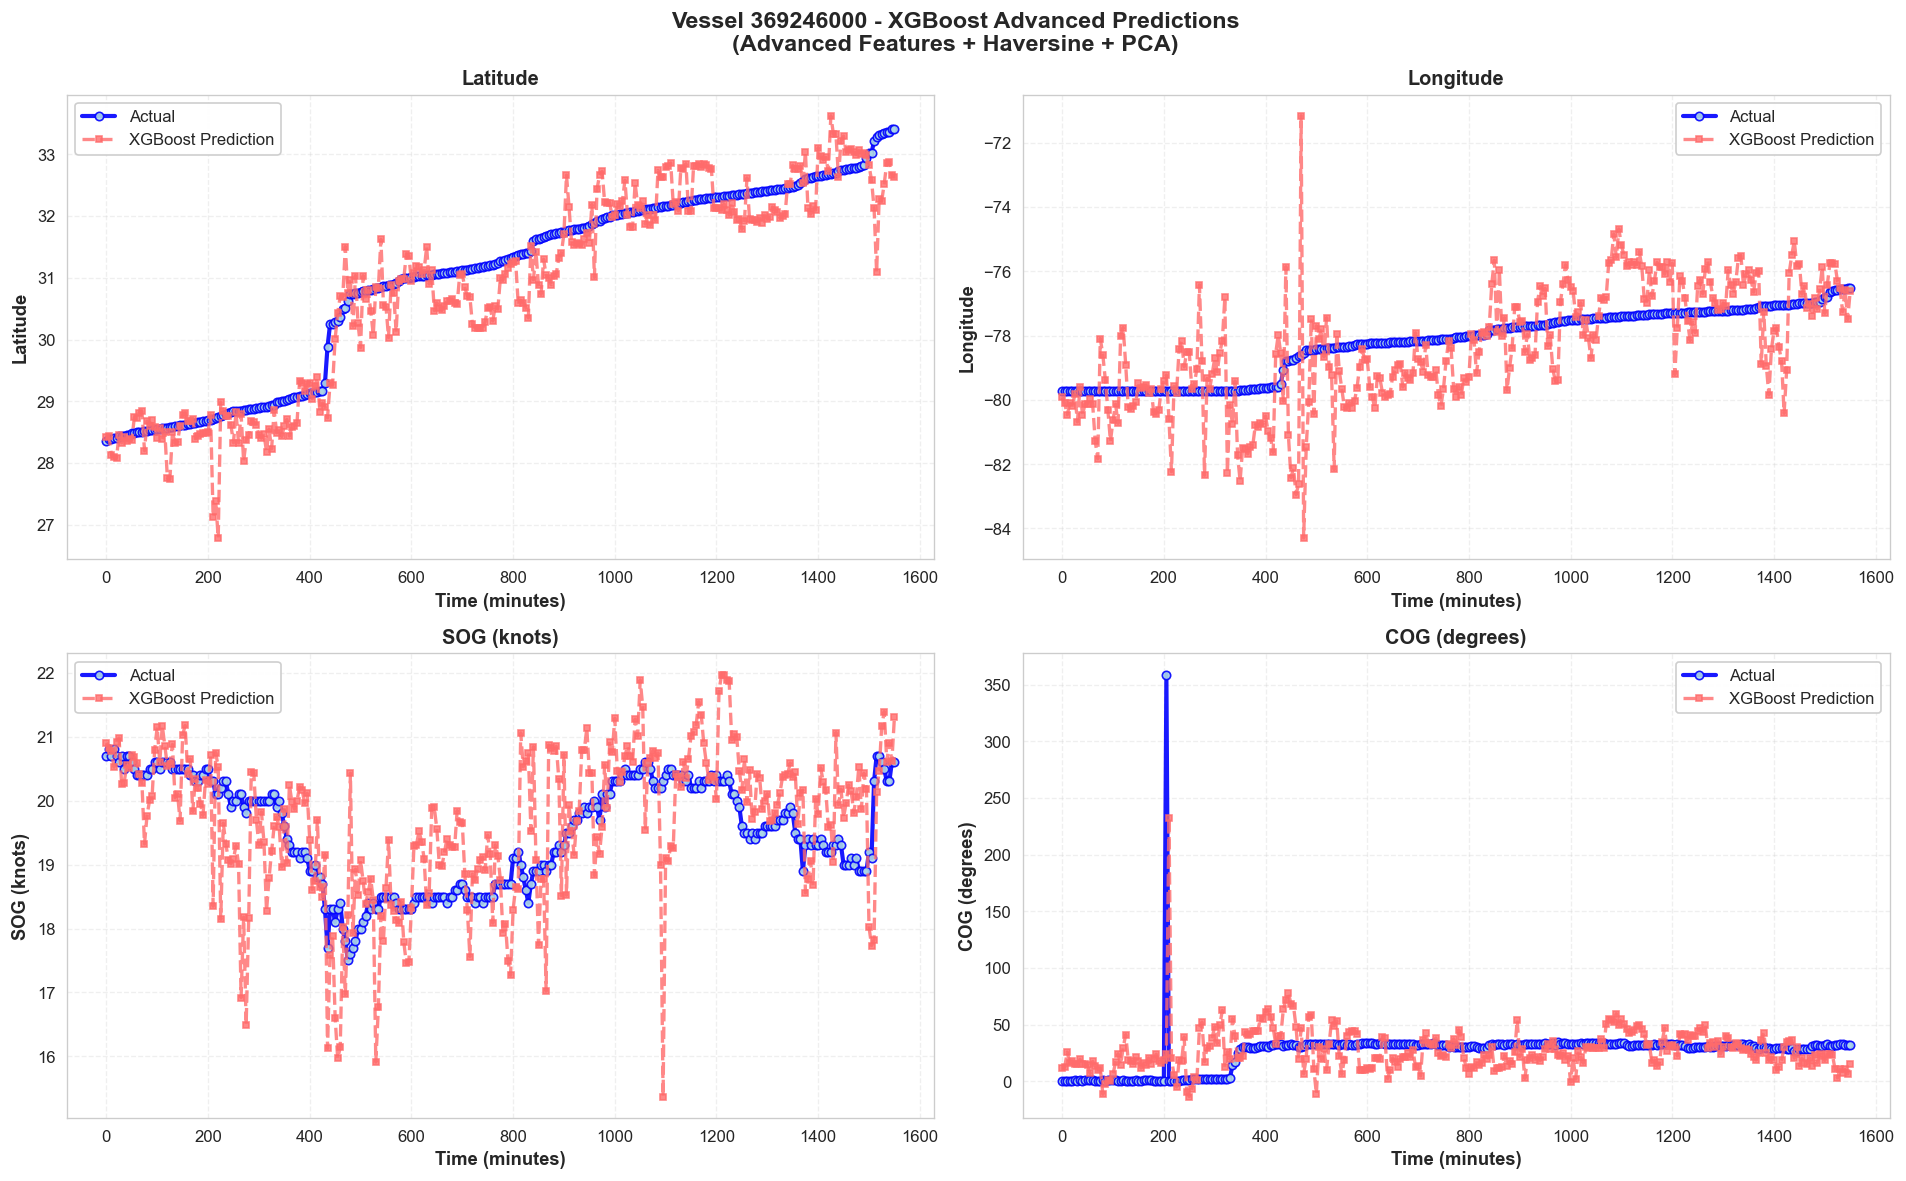 Vessel 369246000 - XGBoost Advanced Predictions
(Advanced Features + Haversine + PCA)
Latitude
Actual
XGBoost Prediction
Latitude
33
32
31
30
29
28
27
0 200 400 600 800 1000 1200 1400 1600
Time (minutes)
Longitude
Actual
XGBoost Prediction
Longitude
−72
−74
−76
−78
−80
−82
−84
0 200 400 600 800 1000 1200 1400 1600
Time (minutes)
SOG (knots)
Actual
XGBoost Prediction
SOG (knots)
22
21
20
19
18
17
16
0 200 400 600 800 1000 1200 1400 1600
Time (minutes)
COG (degrees)
Actual
XGBoost Prediction
COG (degrees)
350
300
250
200
150
100
50
0
0 200 400 600 800 1000 1200 1400 1600
Time (minutes)